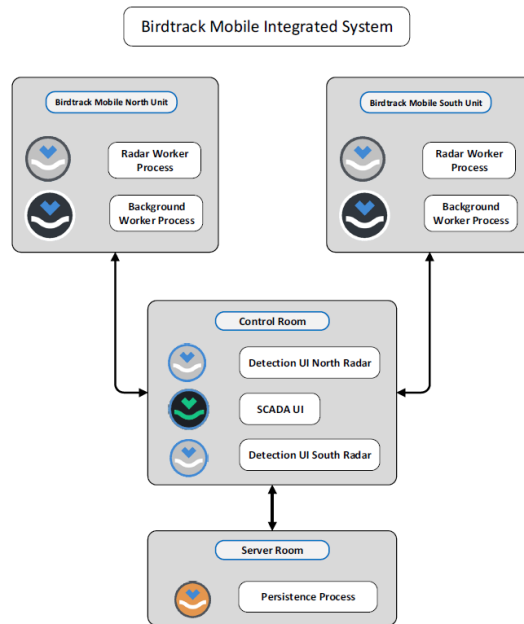 Birdtrack Mobile Integrated System
Birdtrack Mobile North Unit
Radar Worker
Process
Background
Worker Process
Birdtrack Mobile South Unit
Radar Worker
Process
Background
Worker Process
Control Room
Detection UI North Radar
SCADA UI
Detection UI South Radar
Server Room
Persistence Process